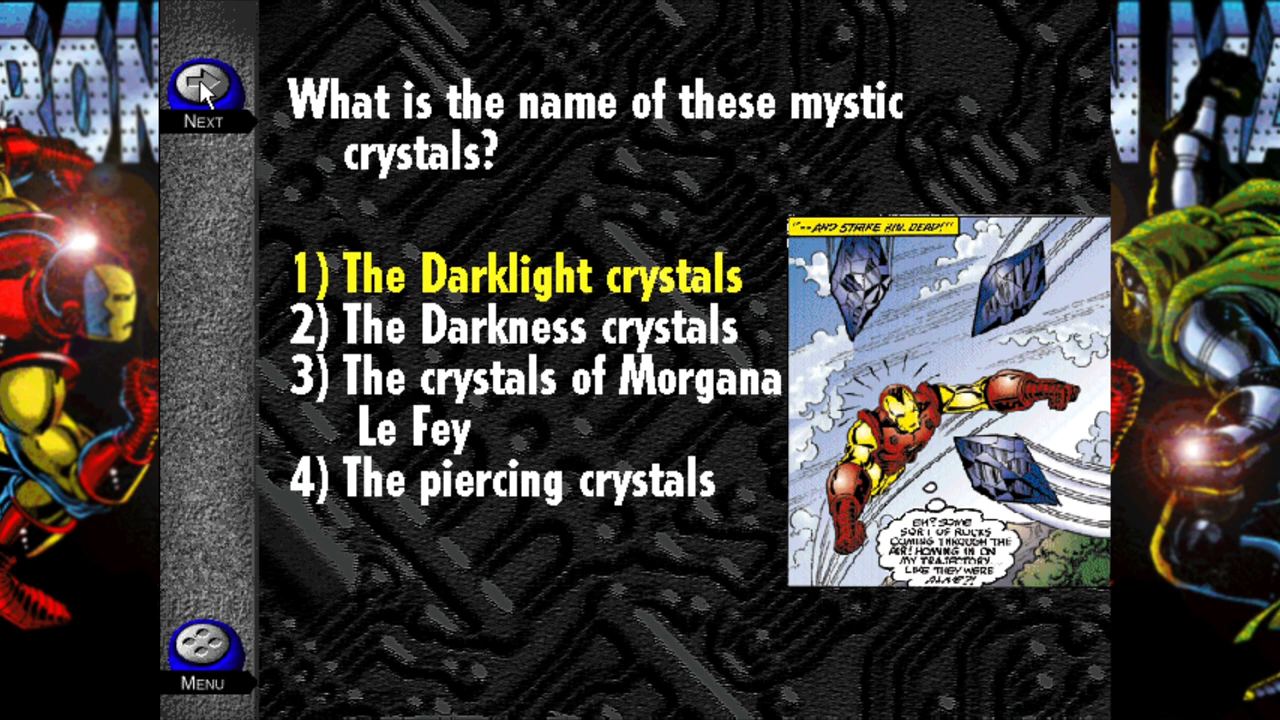 RON
NEXT
What is the name of these mystic
crystals?
1) The Darklight crystals
2) The Darkness crystals
3) The crystals of Morgana
Le Fey
4) The piercing crystals
"--AND STRIKE HIM DEAD!"
EH? SOME
SORT OF ROCKS
COMING THROUGH THE
AIR! HOMING IN ON
MY TRAJECTORY
LIKE THEY WERE
ALIVE?!
MENU